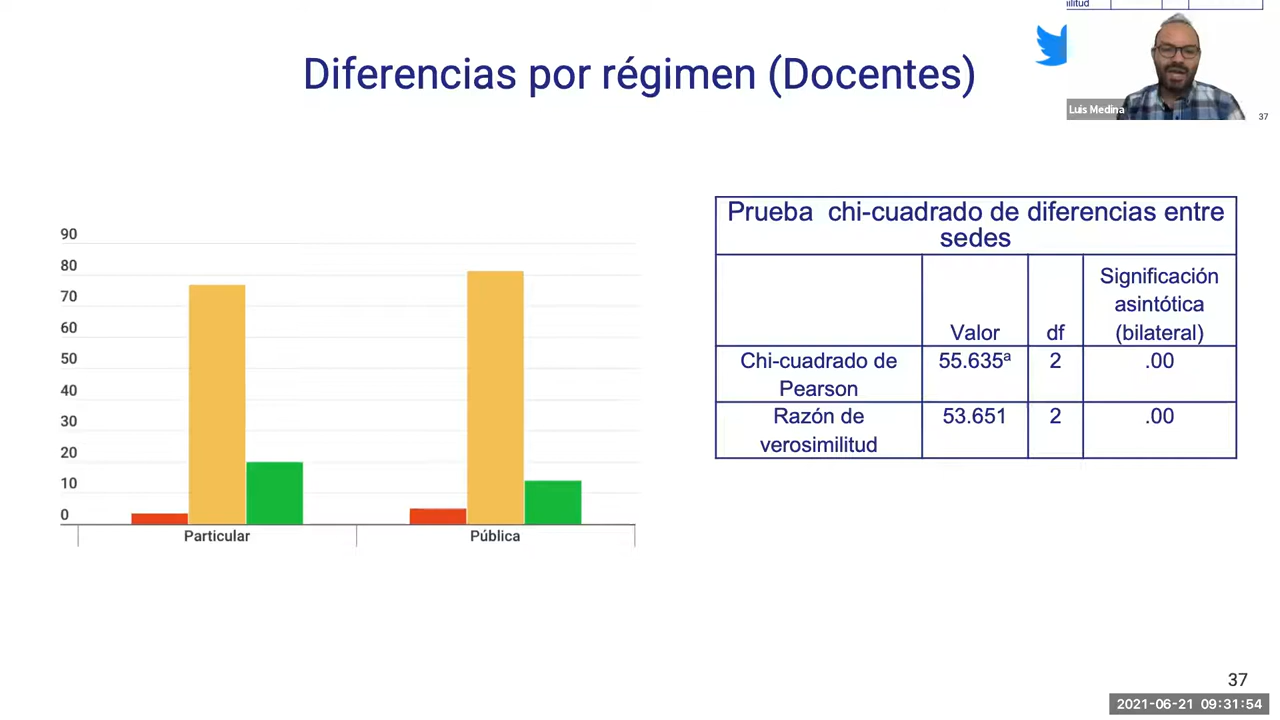 ilitud
Diferencias por régimen (Docentes)
Luis Medina
37
90
80
70
60
50
40
30
20
10
0
Particular
Pública
Prueba chi-cuadrado de diferencias entre
sedes
Significación
asintótica
Valor df (bilateral)
Chi-cuadrado de 55.635ª 2 .00
Pearson
Razón de 53.651 2 .00
verosimilitud
37
2021-06-21 09:31:54